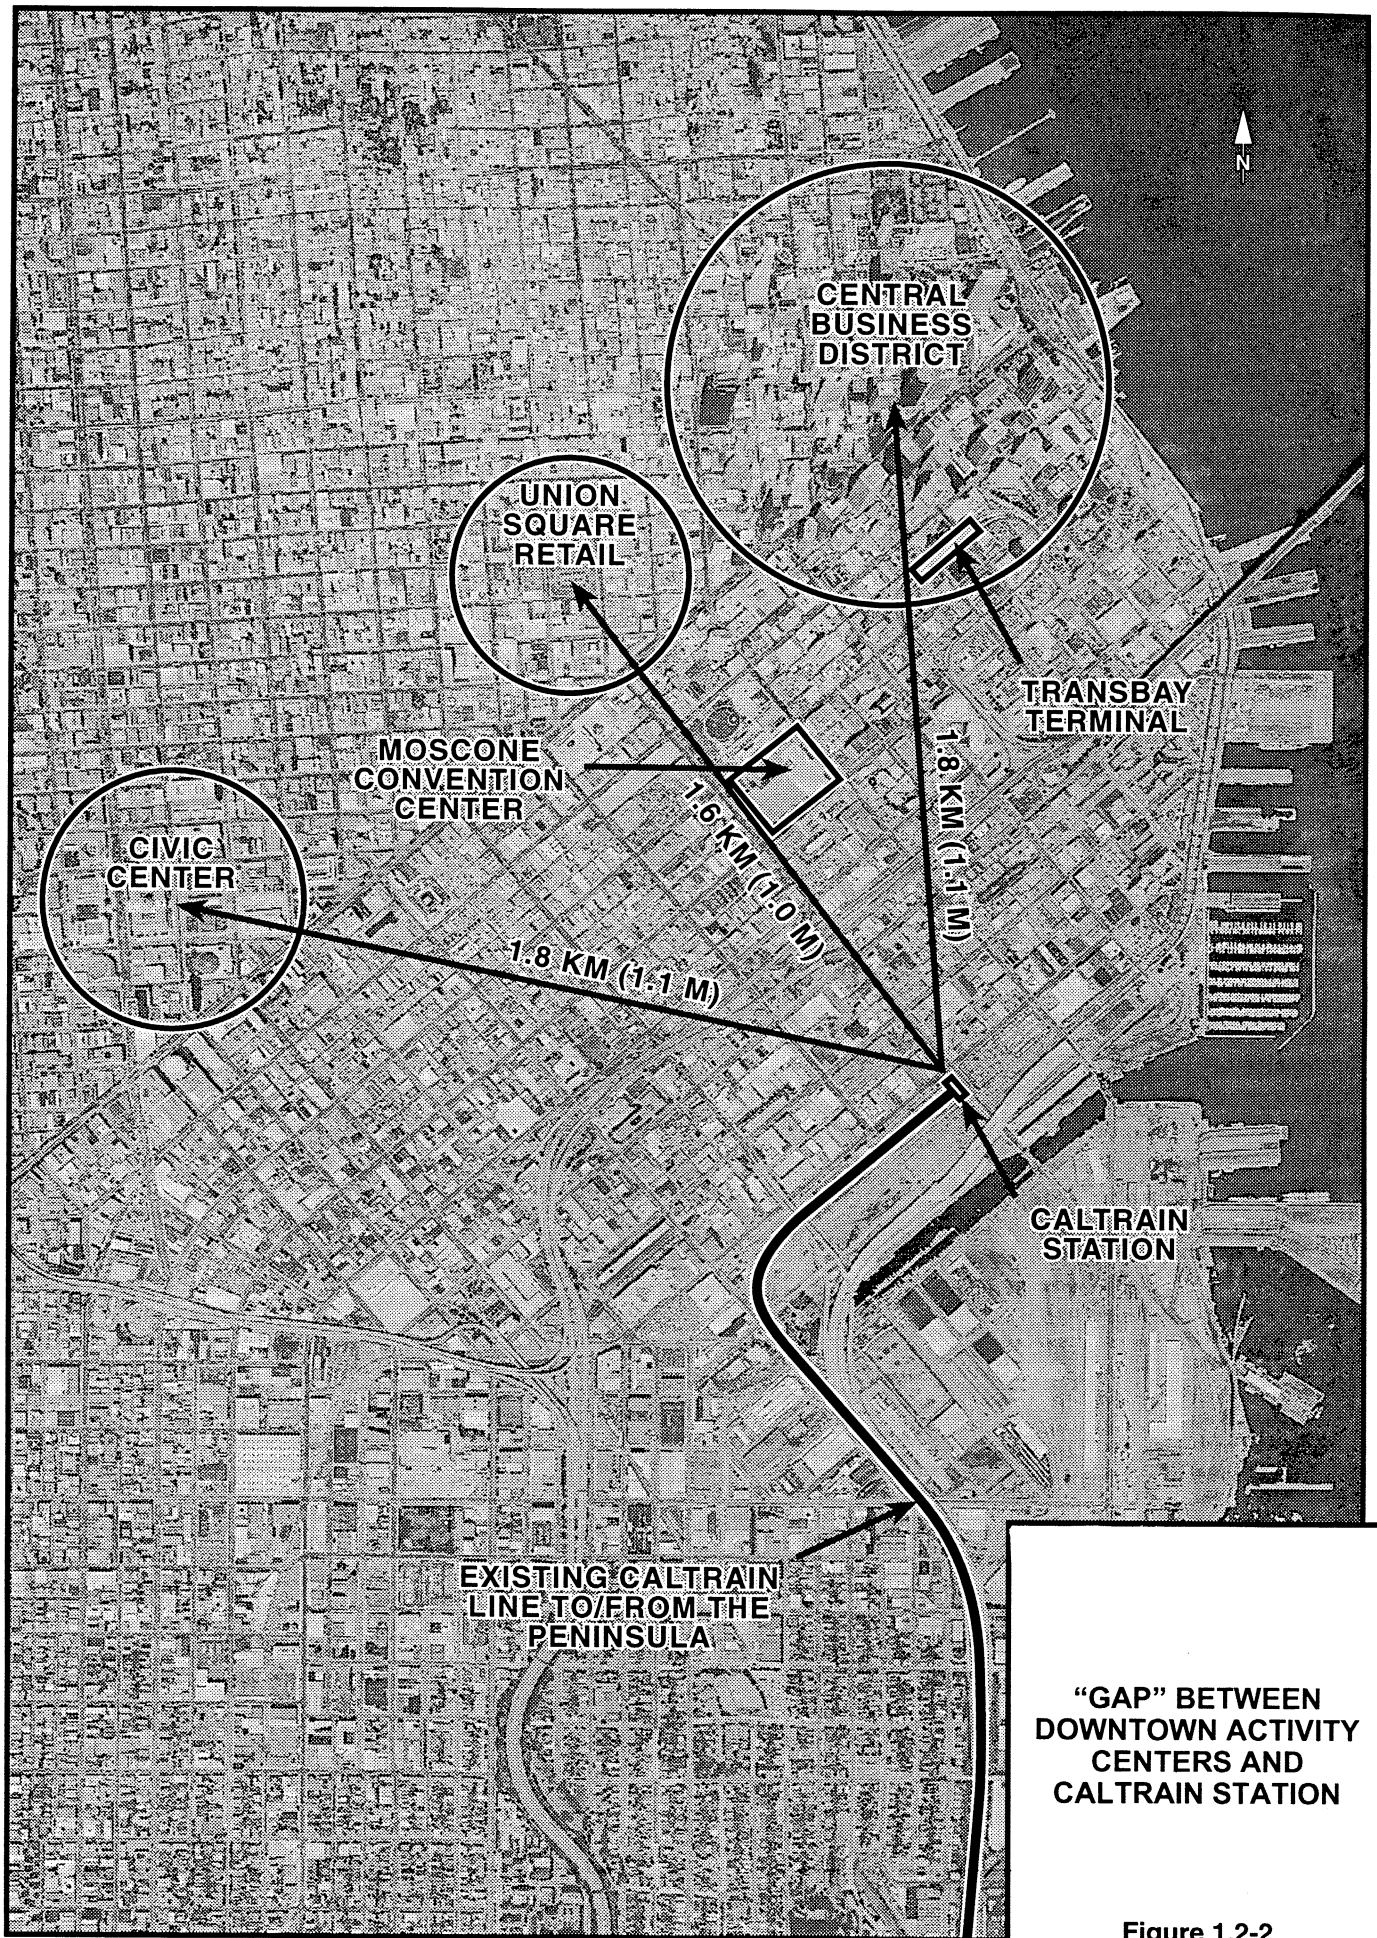 N
CENTRAL
BUSINESS
DISTRICT
UNION
SQUARE
RETAIL
TRANSBAY
TERMINAL
MOSCONE
CONVENTION
CENTER
1.8 KM (1.1 M)
1.6 KM (1.0 M)
CIVIC
CENTER
1.8 KM (1.1 M)
CALTRAIN
STATION
EXISTING CALTRAIN
LINE TO/FROM THE
PENINSULA
“GAP” BETWEEN
DOWNTOWN ACTIVITY
CENTERS AND
CALTRAIN STATION
Figure 1.2-2